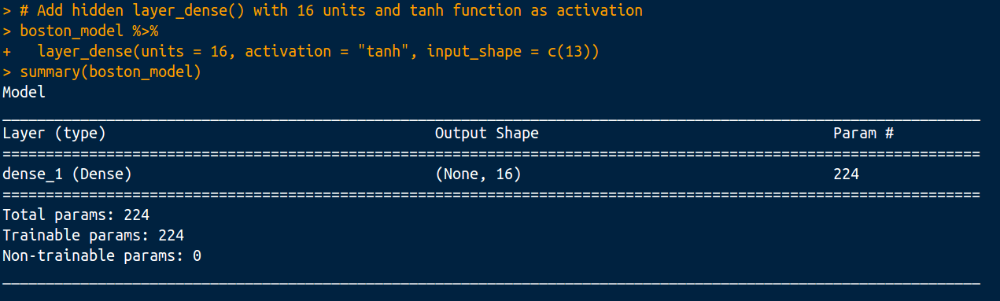 > # Add hidden layer_dense() with 16 units and tanh function as activation
> boston_model %>%
+   layer_dense(units = 16, activation = "tanh", input_shape = c(13))
> summary(boston_model)
Model
________________________________________________________________________________
Layer (type)                    Output Shape                    Param #
================================================================================
dense_1 (Dense)                 (None, 16)                      224
================================================================================
Total params: 224
Trainable params: 224
Non-trainable params: 0
________________________________________________________________________________